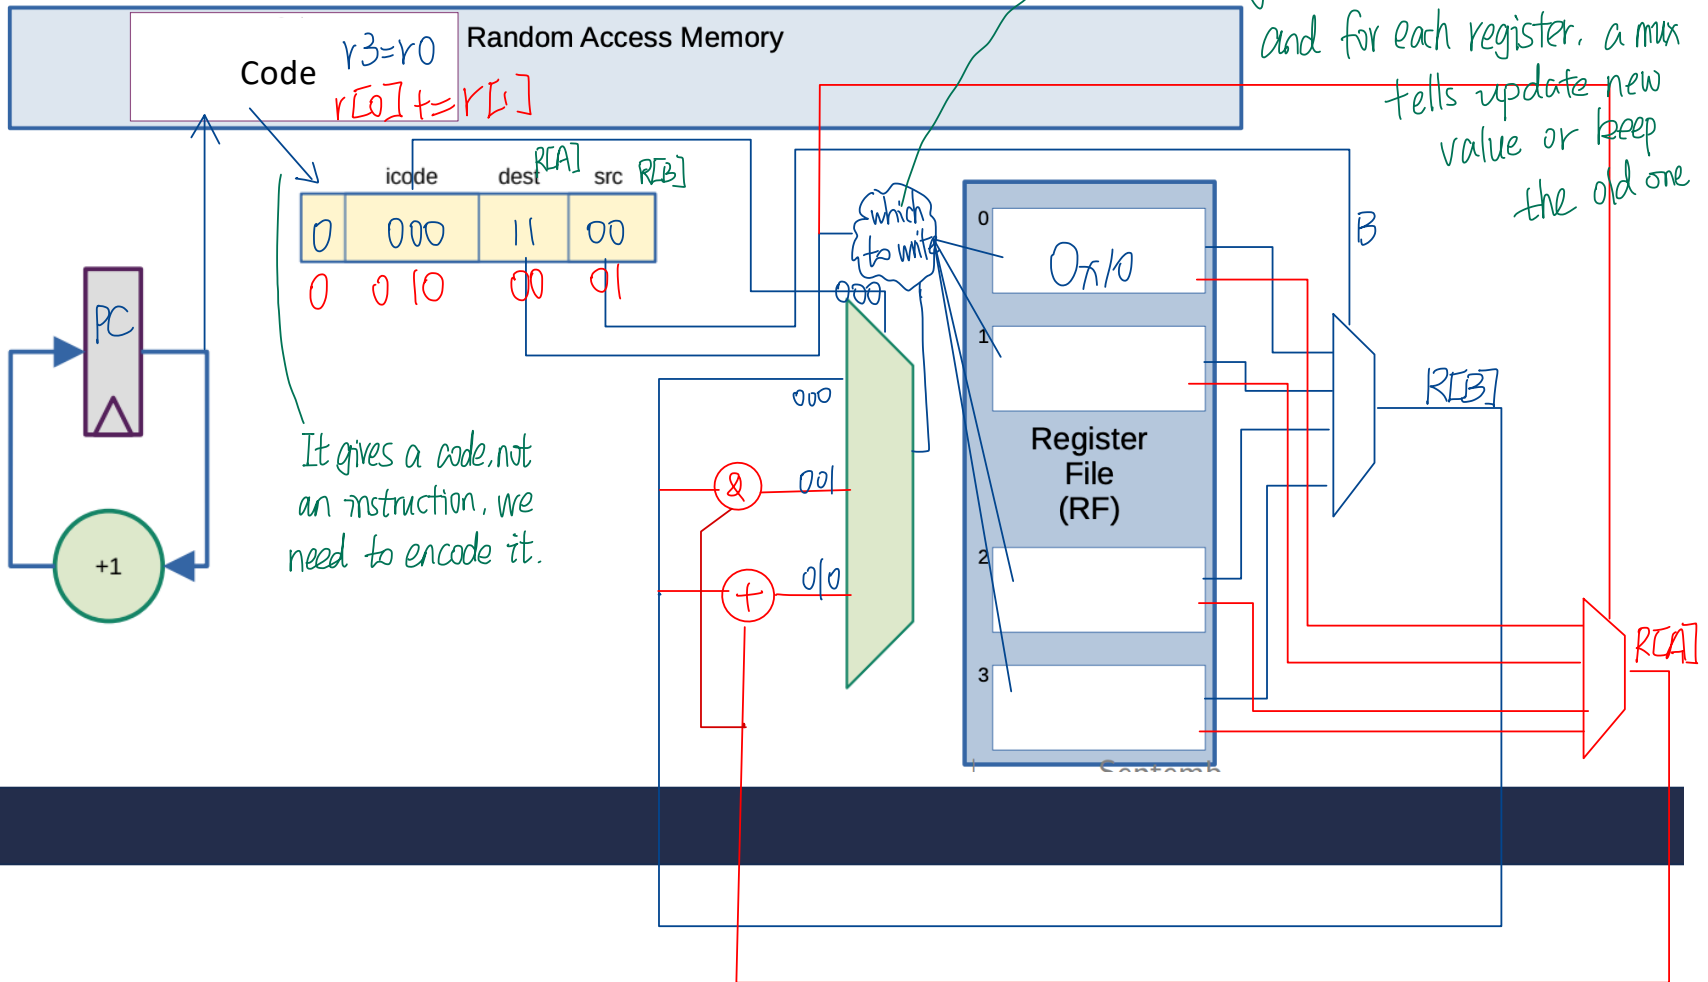 Random Access Memory
Code
r3=r0
r[0] += r[1]
and for each register. a mux
tells update new
value or keep
the old one
icode
dest
R[A]
src
R[B]
0
000
11
00
0
010
00
01
which
to write
000
0
0x10
B
PC
1
000
R[B]
It gives a code, not
an instruction, we
need to encode it.
&
001
Register
File
(RF)
+1
+
010
2
R[A]
3